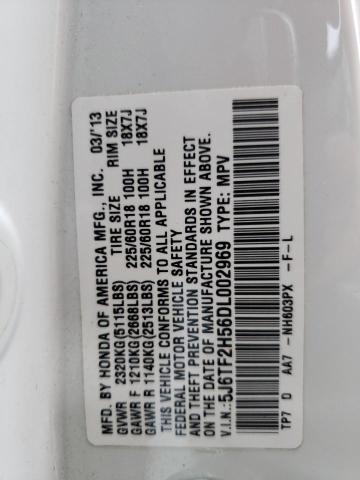 MFD. BY HONDA OF AMERICA MFG., INC. 03/'13
TIRE SIZE RIM SIZE
GVWR 2320KG(5115LBS)
GAWR F 1210KG(2668LBS) 225/60R18 100H 18X7J
GAWR R 1140KG(2513LBS) 225/60R18 100H 18X7J
THIS VEHICLE CONFORMS TO ALL APPLICABLE
FEDERAL MOTOR VEHICLE SAFETY
AND THEFT PREVENTION STANDARDS IN EFFECT
ON THE DATE OF MANUFACTURE SHOWN ABOVE.
V.I.N.:5J6TF2H56DL002969 TYPE: MPV
TP7 D AA7 -NH603PX -F-L